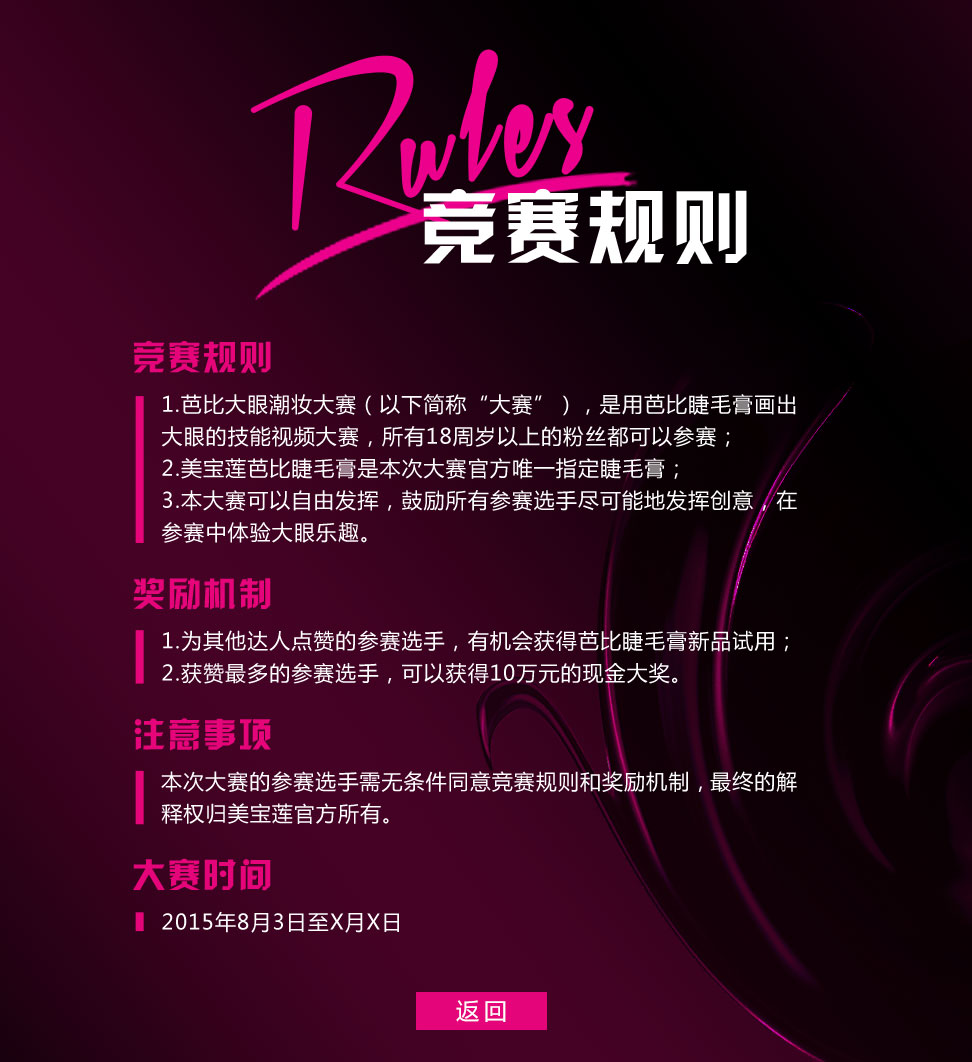 Rules
竞赛规则
竞赛规则
1.芭比大眼潮妆大赛（以下简称“大赛”），是用芭比睫毛膏画出
大眼的技能视频大赛，所有18周岁以上的粉丝都可以参赛；
2.美宝莲芭比睫毛膏是本次大赛官方唯一指定睫毛膏；
3.本大赛可以自由发挥，鼓励所有参赛选手尽可能地发挥创意，在
参赛中体验大眼乐趣。
奖励机制
1.为其他达人点赞的参赛选手，有机会获得芭比睫毛膏新品试用；
2.获赞最多的参赛选手，可以获得10万元的现金大奖。
注意事项
本次大赛的参赛选手需无条件同意竞赛规则和奖励机制，最终的解
释权归美宝莲官方所有。
大赛时间
2015年8月3日至X月X日
返回